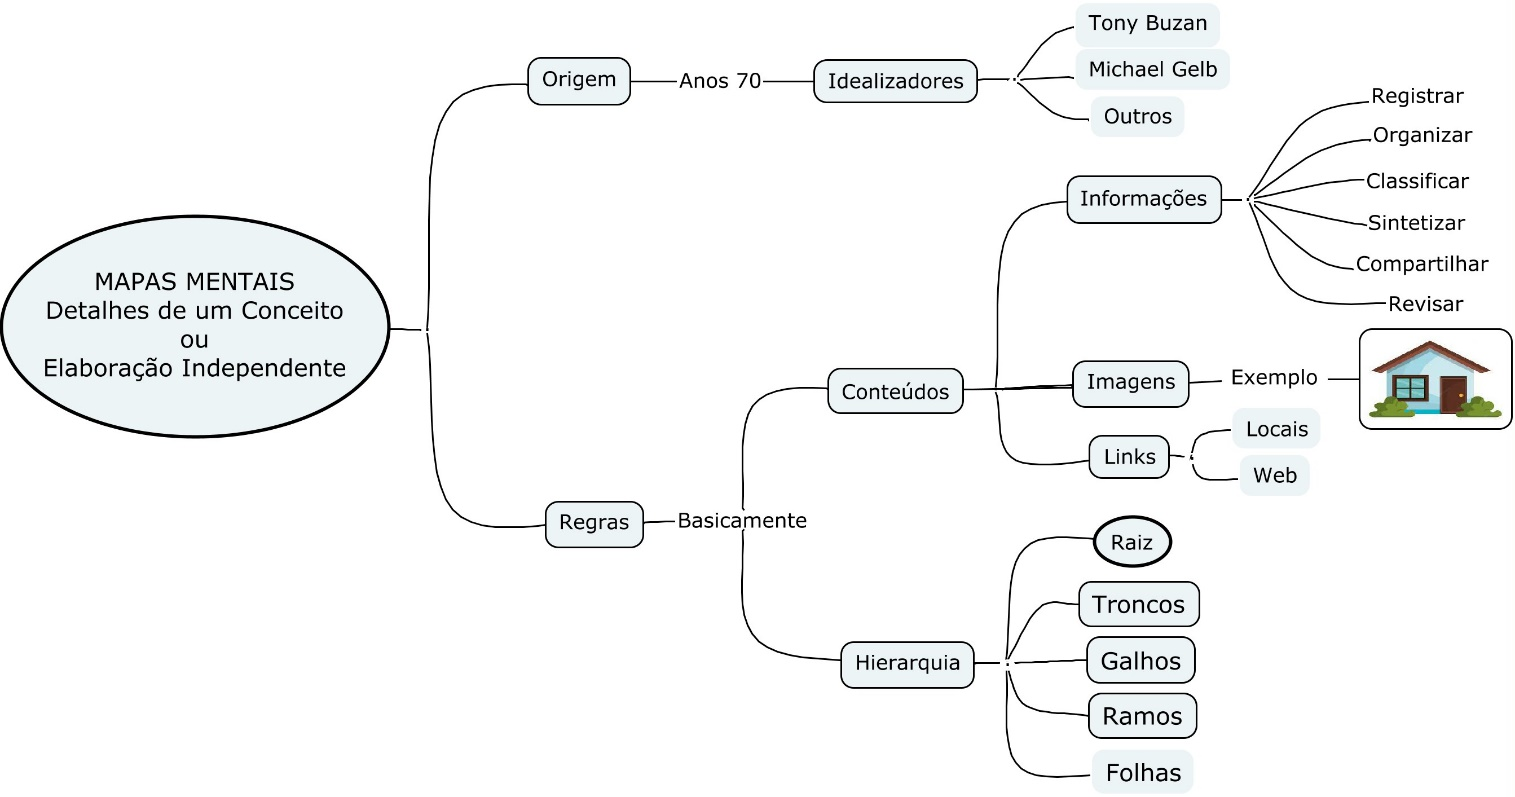 MAPAS MENTAIS
Detalhes de um Conceito
ou
Elaboração Independente
Origem
Anos 70
Idealizadores
Tony Buzan
Michael Gelb
Outros
Regras
Basicamente
Conteúdos
Informações
Registrar
Organizar
Classificar
Sintetizar
Compartilhar
Revisar
Imagens
Exemplo
Links
Locais
Web
Hierarquia
Raiz
Troncos
Galhos
Ramos
Folhas